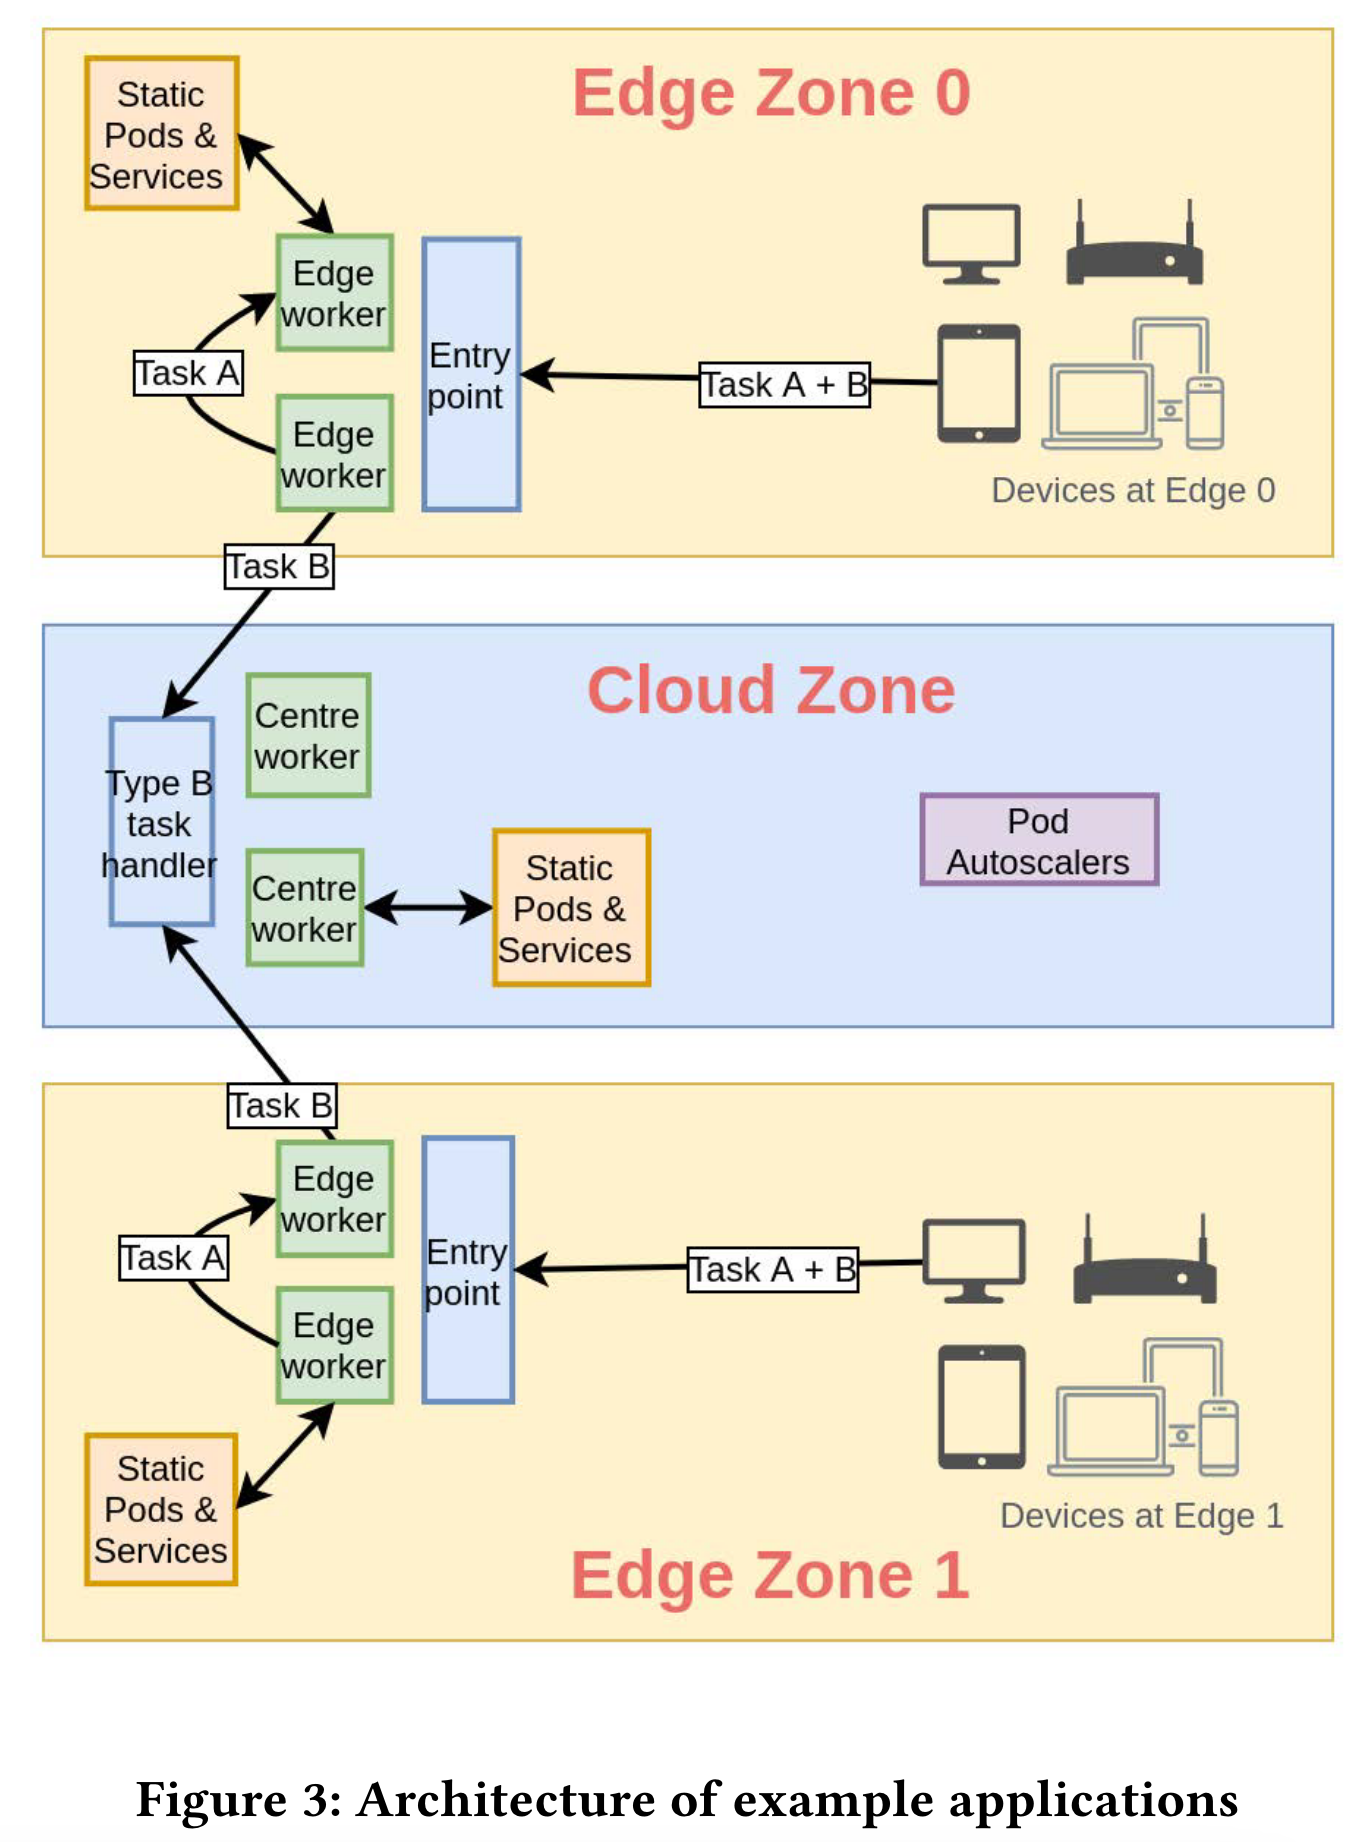 Edge Zone 0
Static
Pods &
Services
Edge
worker
Task A
Edge
worker
Entry
point
Task A + B
Devices at Edge 0
Task B
Cloud Zone
Centre
worker
Type B
task
handler
Centre
worker
Static
Pods &
Services
Pod
Autoscalers
Task B
Edge
worker
Task A
Edge
worker
Entry
point
Task A + B
Static
Pods &
Services
Devices at Edge 1
Edge Zone 1
Figure 3: Architecture of example applications